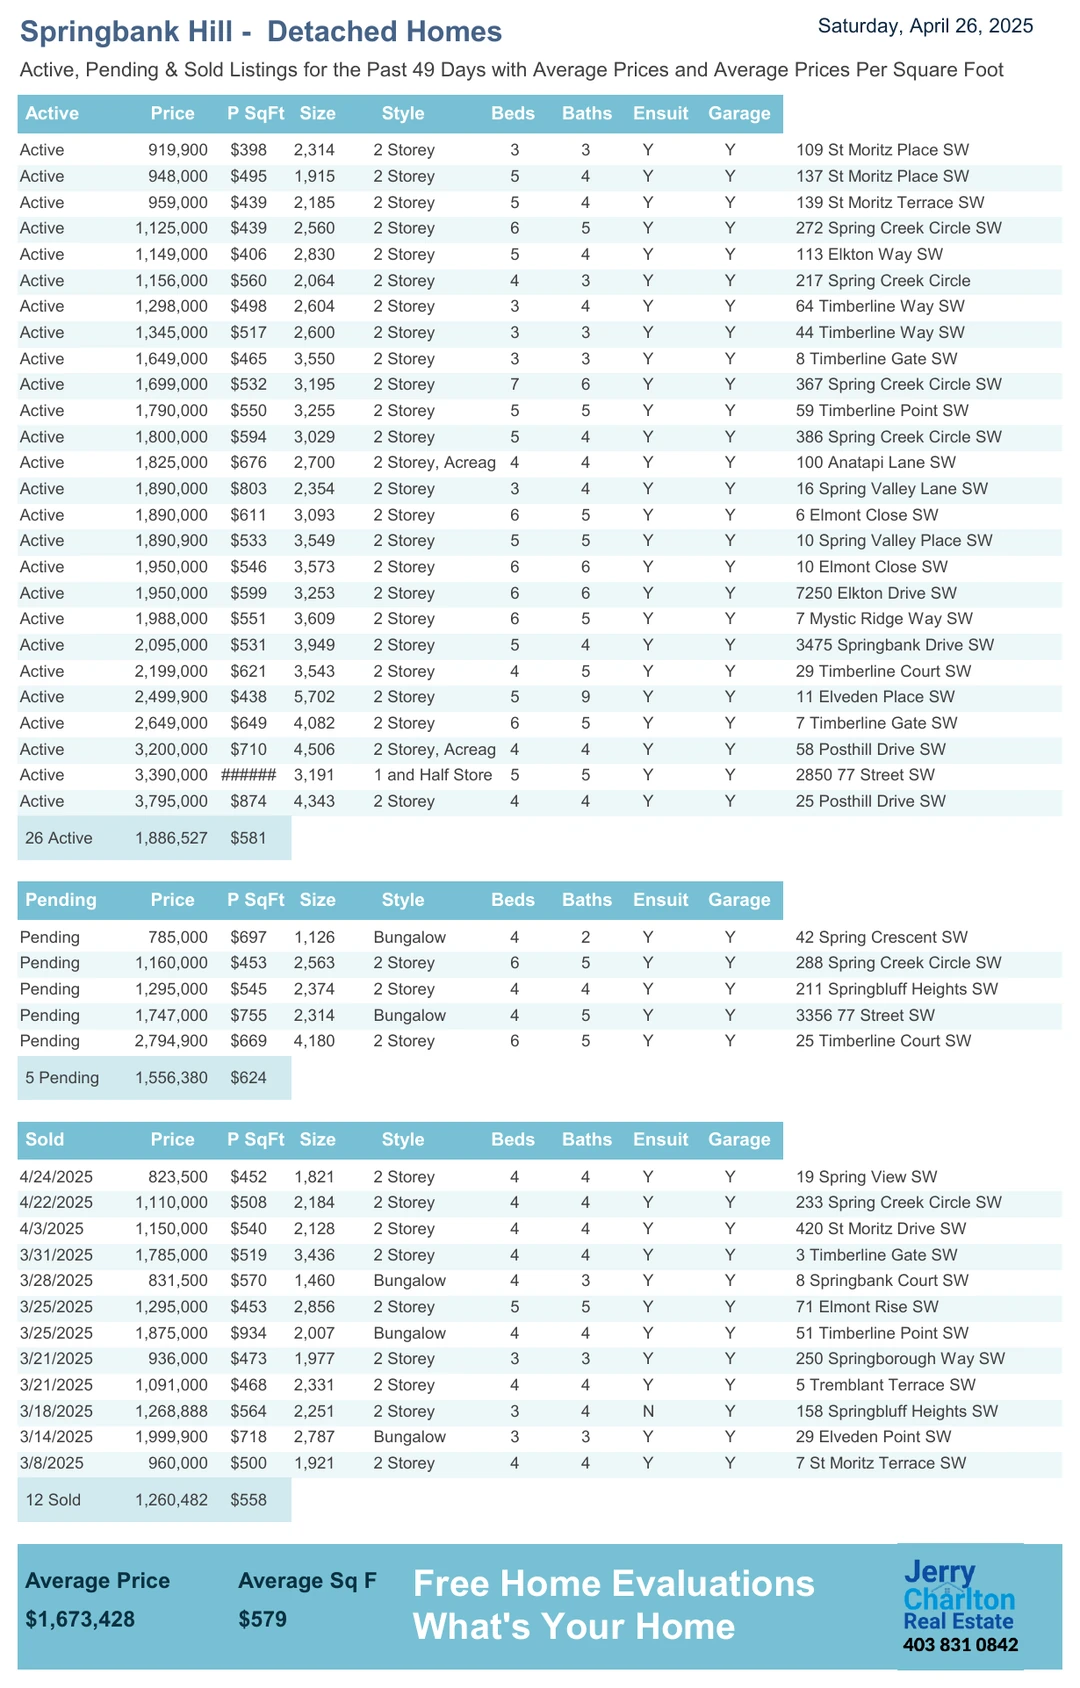 Springbank Hill -  Detached Homes
Saturday, April 26, 2025
Active, Pending & Sold Listings for the Past 49 Days with Average Prices and Average Prices Per Square Foot
Active Price P SqFt Size Style Beds Baths Ensuit Garage
Active 919,900 $398 2,314 2 Storey 3 3 Y Y 109 St Moritz Place SW
Active 948,000 $495 1,915 2 Storey 5 4 Y Y 137 St Moritz Place SW
Active 959,000 $439 2,185 2 Storey 5 4 Y Y 139 St Moritz Terrace SW
Active 1,125,000 $439 2,560 2 Storey 6 5 Y Y 272 Spring Creek Circle SW
Active 1,149,000 $406 2,830 2 Storey 5 4 Y Y 113 Elkton Way SW
Active 1,156,000 $560 2,064 2 Storey 4 3 Y Y 217 Spring Creek Circle
Active 1,298,000 $498 2,604 2 Storey 3 4 Y Y 64 Timberline Way SW
Active 1,345,000 $517 2,600 2 Storey 3 3 Y Y 44 Timberline Way SW
Active 1,649,000 $465 3,550 2 Storey 3 3 Y Y 8 Timberline Gate SW
Active 1,699,000 $532 3,195 2 Storey 7 6 Y Y 367 Spring Creek Circle SW
Active 1,790,000 $550 3,255 2 Storey 5 5 Y Y 59 Timberline Point SW
Active 1,800,000 $594 3,029 2 Storey 5 4 Y Y 386 Spring Creek Circle SW
Active 1,825,000 $676 2,700 2 Storey, Acreag 4 4 Y Y 100 Anatapi Lane SW
Active 1,890,000 $803 2,354 2 Storey 3 4 Y Y 16 Spring Valley Lane SW
Active 1,890,000 $611 3,093 2 Storey 6 5 Y Y 6 Elmont Close SW
Active 1,890,900 $533 3,549 2 Storey 5 5 Y Y 10 Spring Valley Place SW
Active 1,950,000 $546 3,573 2 Storey 6 6 Y Y 10 Elmont Close SW
Active 1,950,000 $599 3,253 2 Storey 6 6 Y Y 7250 Elkton Drive SW
Active 1,988,000 $551 3,609 2 Storey 6 5 Y Y 7 Mystic Ridge Way SW
Active 2,095,000 $531 3,949 2 Storey 5 4 Y Y 3475 Springbank Drive SW
Active 2,199,000 $621 3,543 2 Storey 4 5 Y Y 29 Timberline Court SW
Active 2,499,900 $438 5,702 2 Storey 5 9 Y Y 11 Elveden Place SW
Active 2,649,000 $649 4,082 2 Storey 6 5 Y Y 7 Timberline Gate SW
Active 3,200,000 $710 4,506 2 Storey, Acreag 4 4 Y Y 58 Posthill Drive SW
Active 3,390,000 ###### 3,191 1 and Half Store 5 5 Y Y 2850 77 Street SW
Active 3,795,000 $874 4,343 2 Storey 4 4 Y Y 25 Posthill Drive SW
26 Active 1,886,527 $581
Pending Price P SqFt Size Style Beds Baths Ensuit Garage
Pending 785,000 $697 1,126 Bungalow 4 2 Y Y 42 Spring Crescent SW
Pending 1,160,000 $453 2,563 2 Storey 6 5 Y Y 288 Spring Creek Circle SW
Pending 1,295,000 $545 2,374 2 Storey 4 4 Y Y 211 Springbluff Heights SW
Pending 1,747,000 $755 2,314 Bungalow 4 5 Y Y 3356 77 Street SW
Pending 2,794,900 $669 4,180 2 Storey 6 5 Y Y 25 Timberline Court SW
5 Pending 1,556,380 $624
Sold Price P SqFt Size Style Beds Baths Ensuit Garage
4/24/2025 823,500 $452 1,821 2 Storey 4 4 Y Y 19 Spring View SW
4/22/2025 1,110,000 $508 2,184 2 Storey 4 4 Y Y 233 Spring Creek Circle SW
4/3/2025 1,150,000 $540 2,128 2 Storey 4 4 Y Y 420 St Moritz Drive SW
3/31/2025 1,785,000 $519 3,436 2 Storey 4 4 Y Y 3 Timberline Gate SW
3/28/2025 831,500 $570 1,460 Bungalow 4 3 Y Y 8 Springbank Court SW
3/25/2025 1,295,000 $453 2,856 2 Storey 5 5 Y Y 71 Elmont Rise SW
3/25/2025 1,875,000 $934 2,007 Bungalow 4 4 Y Y 51 Timberline Point SW
3/21/2025 936,000 $473 1,977 2 Storey 3 3 Y Y 250 Springborough Way SW
3/21/2025 1,091,000 $468 2,331 2 Storey 4 4 Y Y 5 Tremblant Terrace SW
3/18/2025 1,268,888 $564 2,251 2 Storey 3 4 N Y 158 Springbluff Heights SW
3/14/2025 1,999,900 $718 2,787 Bungalow 3 3 Y Y 29 Elveden Point SW
3/8/2025 960,000 $500 1,921 2 Storey 4 4 Y Y 7 St Moritz Terrace SW
12 Sold 1,260,482 $558
Average Price Average Sq F
$1,673,428 $579
Free Home Evaluations
What's Your Home
Jerry
Charlton
Real Estate
403 831 0842